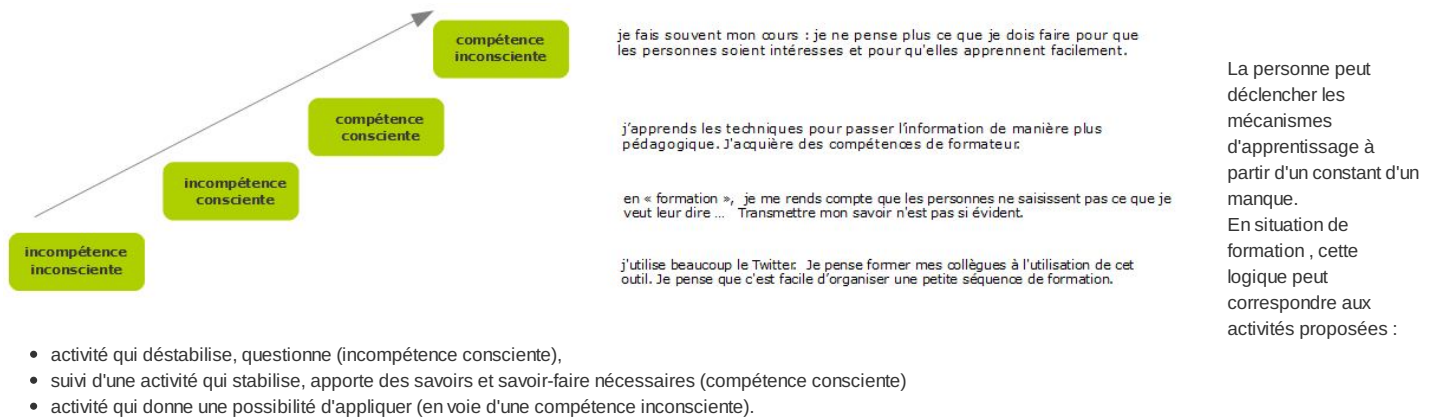 compétence
inconsciente
je fais souvent mon cours : je ne pense plus ce que je dois faire pour que
les personnes soient intéresses et pour qu'elles apprennent facilement.
compétence
consciente
j'apprends les techniques pour passer l'information de manière plus
pédagogique. J'acquière des compétences de formateur.
incompétence
consciente
en « formation », je me rends compte que les personnes ne saisissent pas ce que je
veut leur dire ... Transmettre mon savoir n'est pas si évident.
incompétence
inconsciente
j'utilise beaucoup le Twitter. Je pense former mes collègues à l'utilisation de cet
outil. Je pense que c'est facile d'organiser une petite séquence de formation.
La personne peut
déclencher les
mécanismes
d'apprentissage à
partir d'un constant d'un
manque.
En situation de
formation , cette
logique peut
correspondre aux
activités proposées :
• activité qui déstabilise, questionne (incompétence consciente),
• suivi d'une activité qui stabilise, apporte des savoirs et savoir-faire nécessaires (compétence consciente)
• activité qui donne une possibilité d'appliquer (en voie d'une compétence inconsciente).